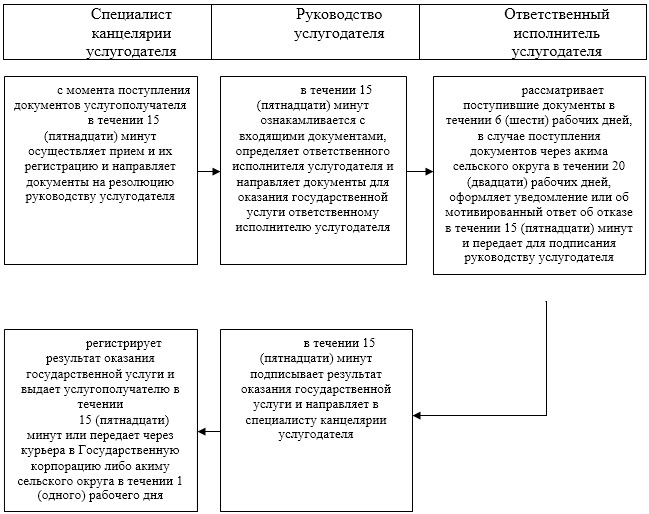 Специалист
канцелярии
услугодателя
Руководство
услугодателя
Ответственный
исполнитель
услугодателя
с момента поступления
документов услугополучателя
в течении 15
(пятнадцати) минут
осуществляет прием и их
регистрацию и направляет
документы на резолюцию
руководству услугодателя
в течении 15
(пятнадцати) минут
ознакамливается с
входящими документами,
определяет ответственного
исполнителя услугодателя и
направляет документы для
оказания государственной
услуги ответственному
исполнителю услугодателя
рассматривает
поступившие документы в
течении 6 (шести) рабочих дней,
в случае поступления
документов через акима
сельского округа в течении 20
(двадцати) рабочих дней,
оформляет уведомление или об
мотивированный ответ об отказе
в течении 15 (пятнадцати) минут
и передает для подписания
руководству услугодателя
регистрирует
результат оказания
государственной услуги и
выдает услугополучателю в
течении
15 (пятнадцати)
минут или передает через
курьера в Государственную
корпорацию либо акиму
сельского округа в течении 1
(одного) рабочего дня
в течении 15
(пятнадцати) минут
подписывает результат
оказания государственной
услуги и направляет в
специалисту канцелярии
услугодателя